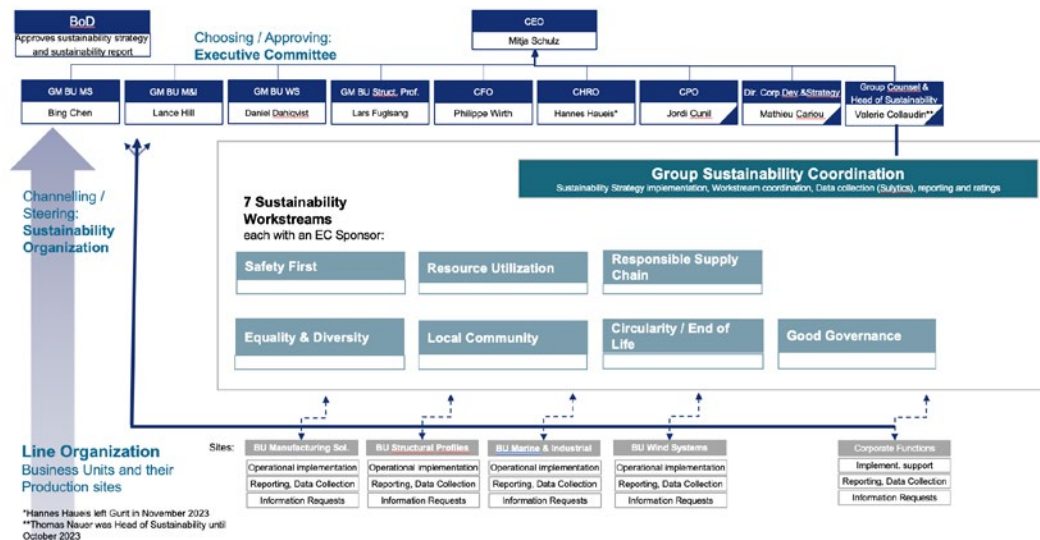 BoD
Approves sustainability strategy
and sustainability report
Choosing / Approving:
Executive Committee
CEO
Mitja Schulz
GM BU MS
Bing Chen
GM BU M&I
Lance Hill
GM BU WS
Daniel Dahlqvist
GM BU Struct. Prof.
Lars Fuglsang
CFO
Philippe Wirth
CHRO
Hannes Haueis*
CPO
Jordi Cunil
Dir. Corp Dev &Strategy
Mathieu Cariou
Group Counsel &
Head of Sustainability
Valerie Collaudin**
Channelling /
Steering:
Sustainability
Organization
Group Sustainability Coordination
Sustainability Strategy implementation, Workstream coordination, Data collection (Sulytics), reporting and ratings
7 Sustainability
Workstreams
each with an EC Sponsor:
Safety First
Resource Utilization
Responsible Supply
Chain
Equality & Diversity
Local Community
Circularity / End of
Life
Good Governance
Line Organization
Business Units and their
Production sites
Sites:
BU Manufacturing Sol.
Operational implementation
Reporting, Data Collection
Information Requests
BU Structural Profiles
Operational implementation
Reporting, Data Collection
Information Requests
BU Marine & Industrial
Operational implementation
Reporting, Data Collection
Information Requests
BU Wind Systems
Operational implementation
Reporting, Data Collection
Information Requests
Corporate Functions
Implement. support
Reporting, Data Collection
Information Requests
*Hannes Haueis left Gurit in November 2023
**Thomas Nauer was Head of Sustainability until
October 2023